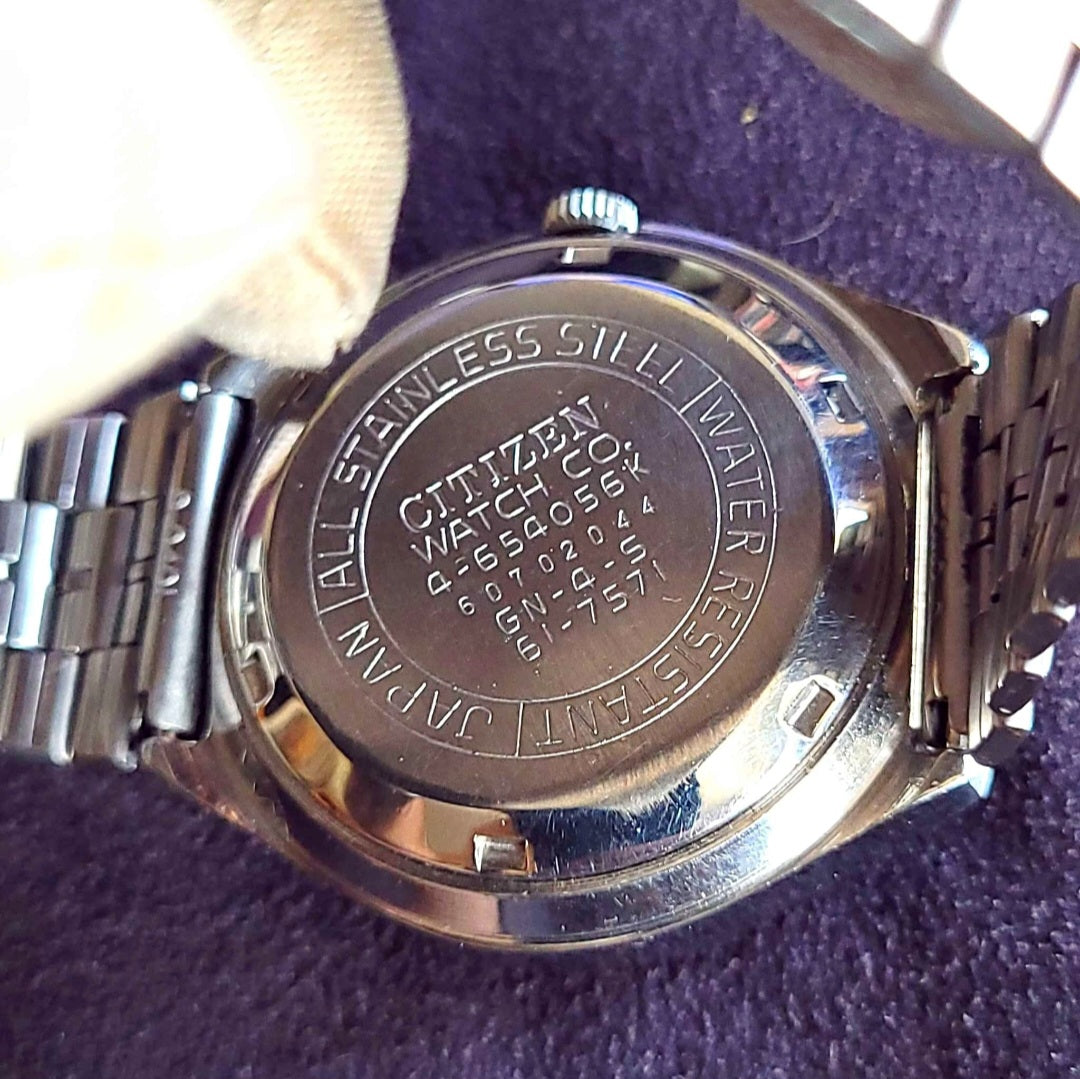 CITIZEN
WATCH CO.
4-654056K
60702044
GN-4-S
61-7571
JAPAN ALL STAINLESS STEEL WATER RESISTANT